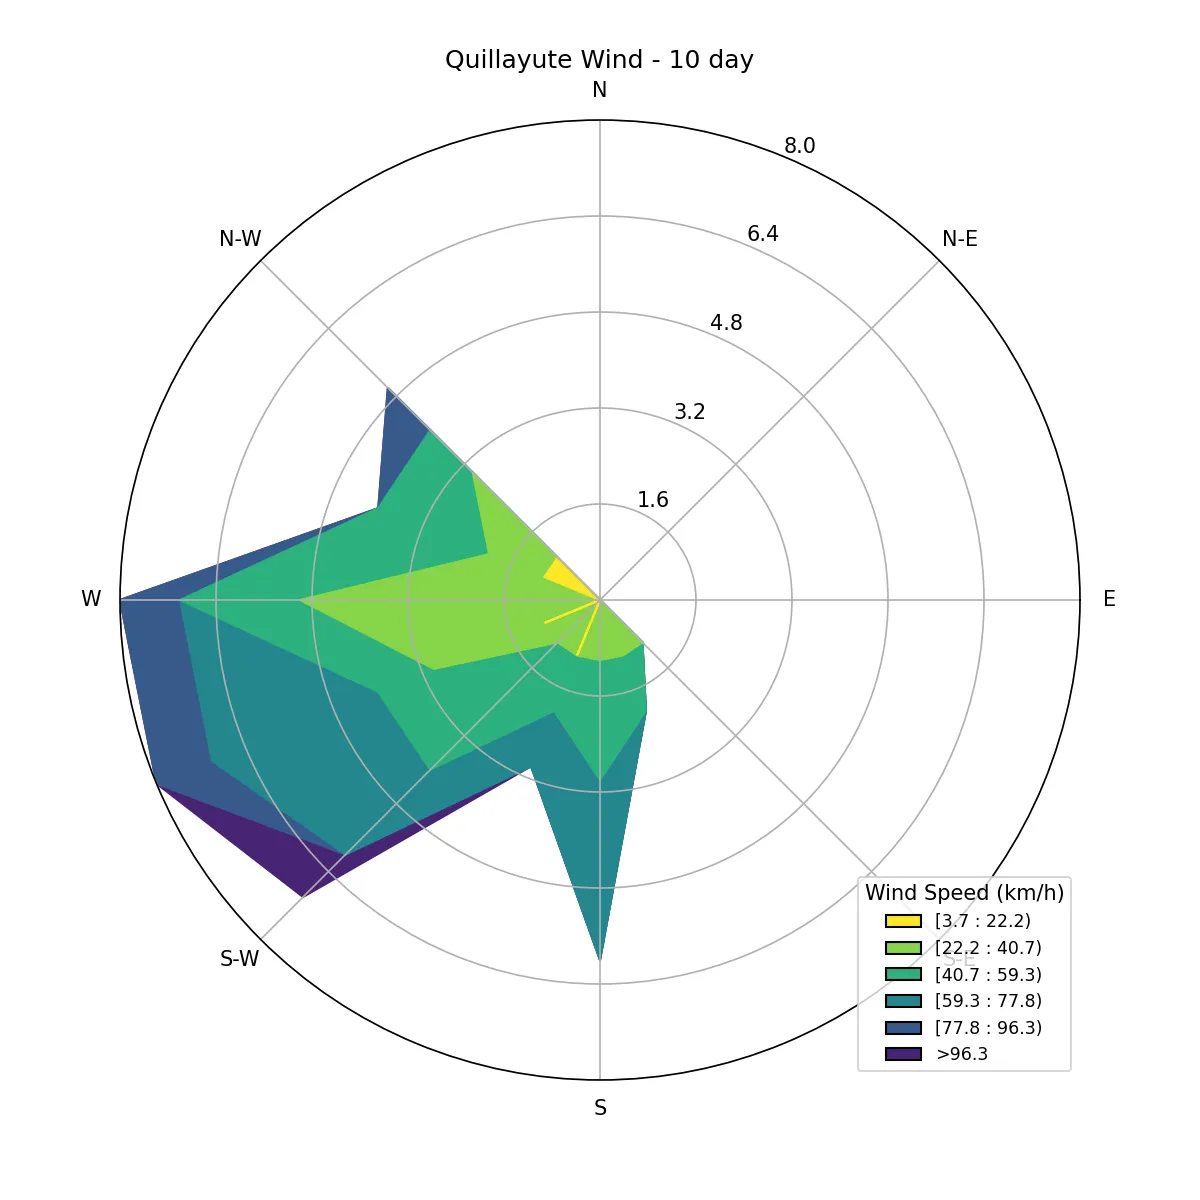 Quillayute Wind - 10 day
N
8.0
N-W
N-E
6.4
4.8
3.2
1.6
W
E
S-W
S-E
S
Wind Speed (km/h)
[3.7 : 22.2)
[22.2 : 40.7)
[40.7 : 59.3)
[59.3 : 77.8)
[77.8 : 96.3)
>96.3